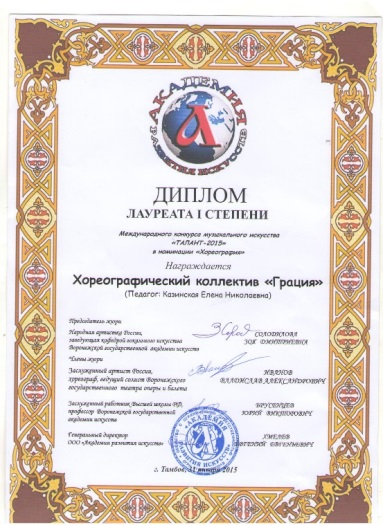 АКАДЕМИЯ
РАЗВИТИЯ ИСКУССТВ
ДИПЛОМ
ЛАУРЕАТА I СТЕПЕНИ
Международного конкурса музыкального искусства
«ТАЛАНТ-2015»
в номинации «Хореография»
Награждается
Хореографический коллектив «Грация»
(Педагог: Казинская Елена Николаевна)
Председатель жюри
Народная артистка России,
заведующая кафедрой вокального искусства
Воронежской государственной академии искусств
СОЛОДИЛОВА
ЗОЯ ДМИТРИЕВНА
Члены жюри
Заслуженный артист России,
хореограф, ведущий солист Воронежского
государственного театра оперы и балета
ИВАНОВ
ВЛАДИСЛАВ АЛЕКСАНДРОВИЧ
Заслуженный работник Высшей школы РФ,
профессор Воронежской государственной
академии искусств
ЮРИЙ ВИКТОРОВИЧ
Генеральный директор
ООО «Академия развития искусств»
УМЕЛЕВ
ЕВГЕНИЙ ЕВГЕНЬЕВИЧ
г. Тамбов, 31 января 2015